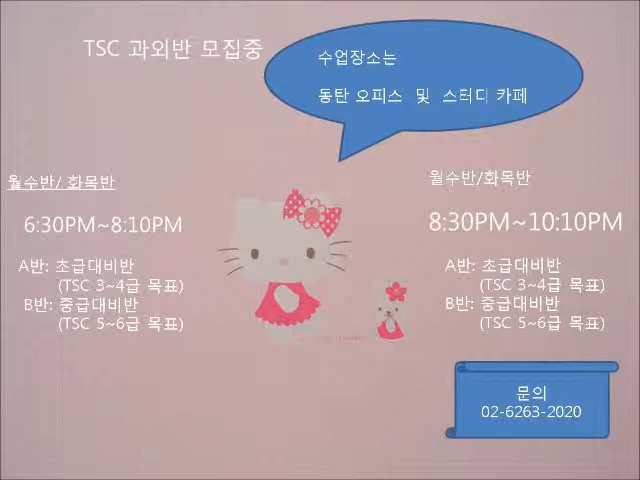 TSC 과외반 모집중
수업장소는
동탄 오피스 및 스터디 카페
월수반/ 화목반
6:30PM~8:10PM
A반: 초급대비반
(TSC 3~4급 목표)
B반: 중급대비반
(TSC 5~6급 목표)
월수반/화목반
8:30PM~10:10PM
A반: 초급대비반
(TSC 3~4급 목표)
B반: 중급대비반
(TSC 5~6급 목표)
문의
02-6263-2020